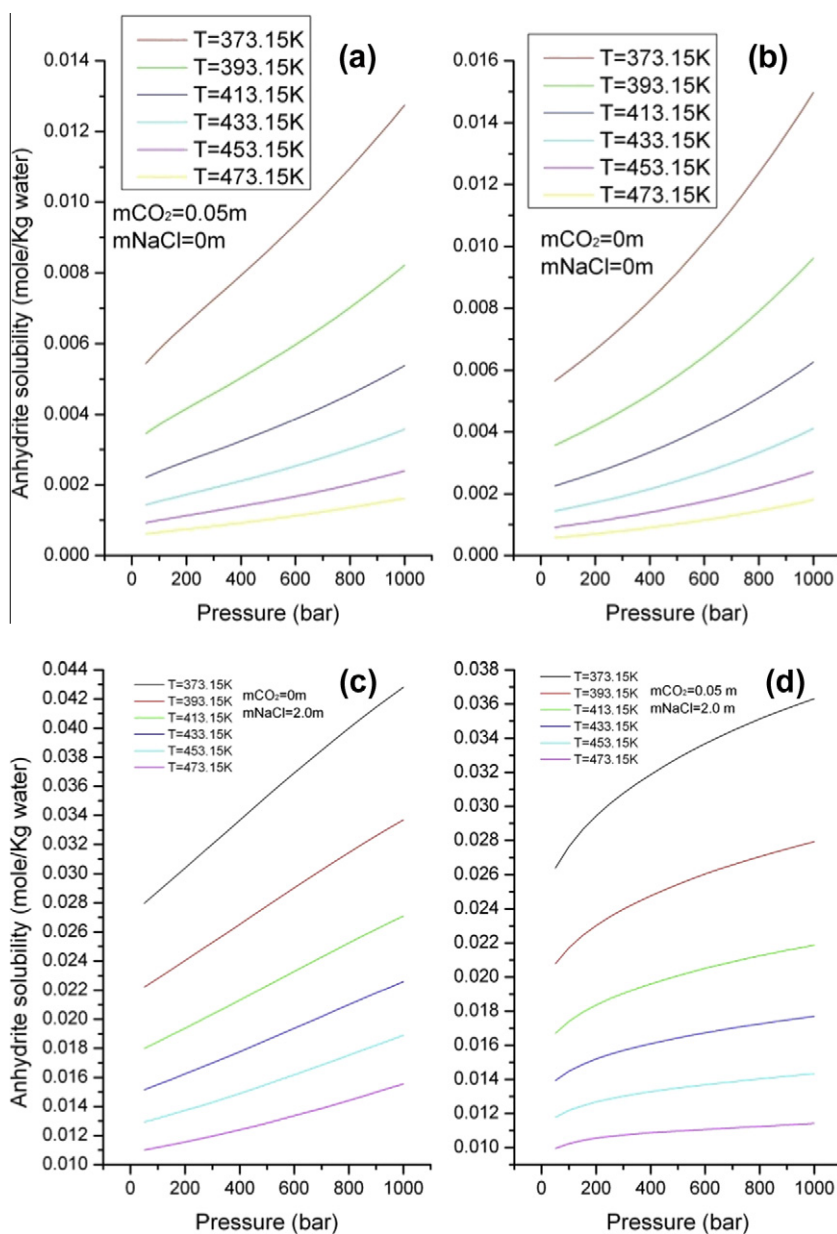 (a)
T=373.15K
T=393.15K
T=413.15K
T=433.15K
T=453.15K
T=473.15K
mCO₂=0.05m
mNaCl=0m
Anhydrite solubility (mole/Kg water)
0.014
0.012
0.010
0.008
0.006
0.004
0.002
0.000
0 200 400 600 800 1000
Pressure (bar)
(b)
T=373.15K
T=393.15K
T=413.15K
T=433.15K
T=453.15K
T=473.15K
mCO₂=0m
mNaCl=0m
0.016
0.014
0.012
0.010
0.008
0.006
0.004
0.002
0.000
0 200 400 600 800 1000
Pressure (bar)
(c)
T=373.15K
T=393.15K
T=413.15K
T=433.15K
T=453.15K
T=473.15K
mCO₂=0m
mNaCl=2.0m
Anhydrite solubility (mole/Kg water)
0.044
0.042
0.040
0.038
0.036
0.034
0.032
0.030
0.028
0.026
0.024
0.022
0.020
0.018
0.016
0.014
0.012
0.010
0 200 400 600 800 1000
Pressure (bar)
(d)
T=373.15K
T=393.15K
T=413.15K
T=433.15K
T=453.15K
T=473.15K
mCO₂=0.05 m
mNaCl=2.0 m
0.038
0.036
0.034
0.032
0.030
0.028
0.026
0.024
0.022
0.020
0.018
0.016
0.014
0.012
0.010
0 200 400 600 800 1000
Pressure (bar)